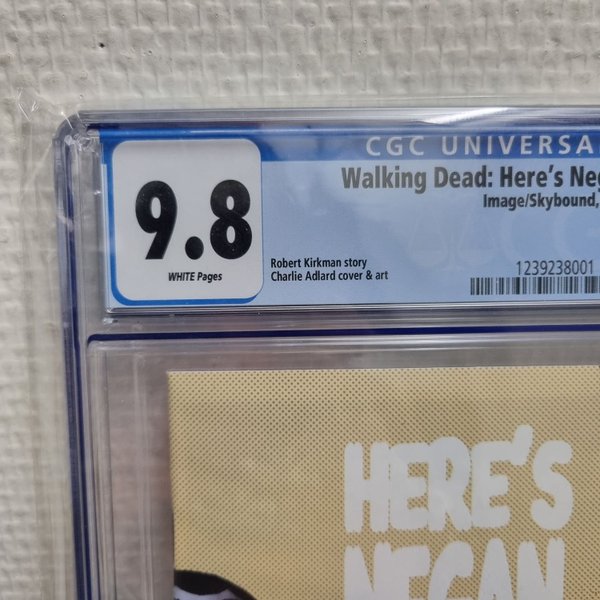 CGC UNIVERSA
Walking Dead: Here's Neg
Image/Skybound,
9.8
WHITE Pages
Robert Kirkman story
Charlie Adlard cover & art
1239238001
HERE'S
NEGAN